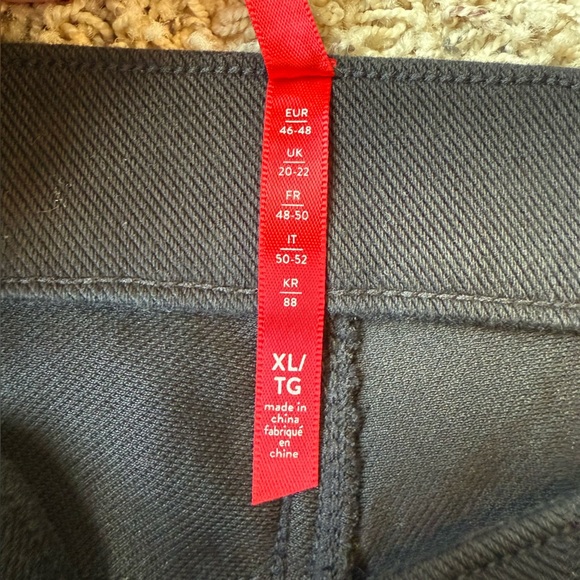 EUR
46-48
UK
20-22
FR
48-50
IT
50-52
KR
88
XL/
TG
made in
china
fabriqué
en
chine